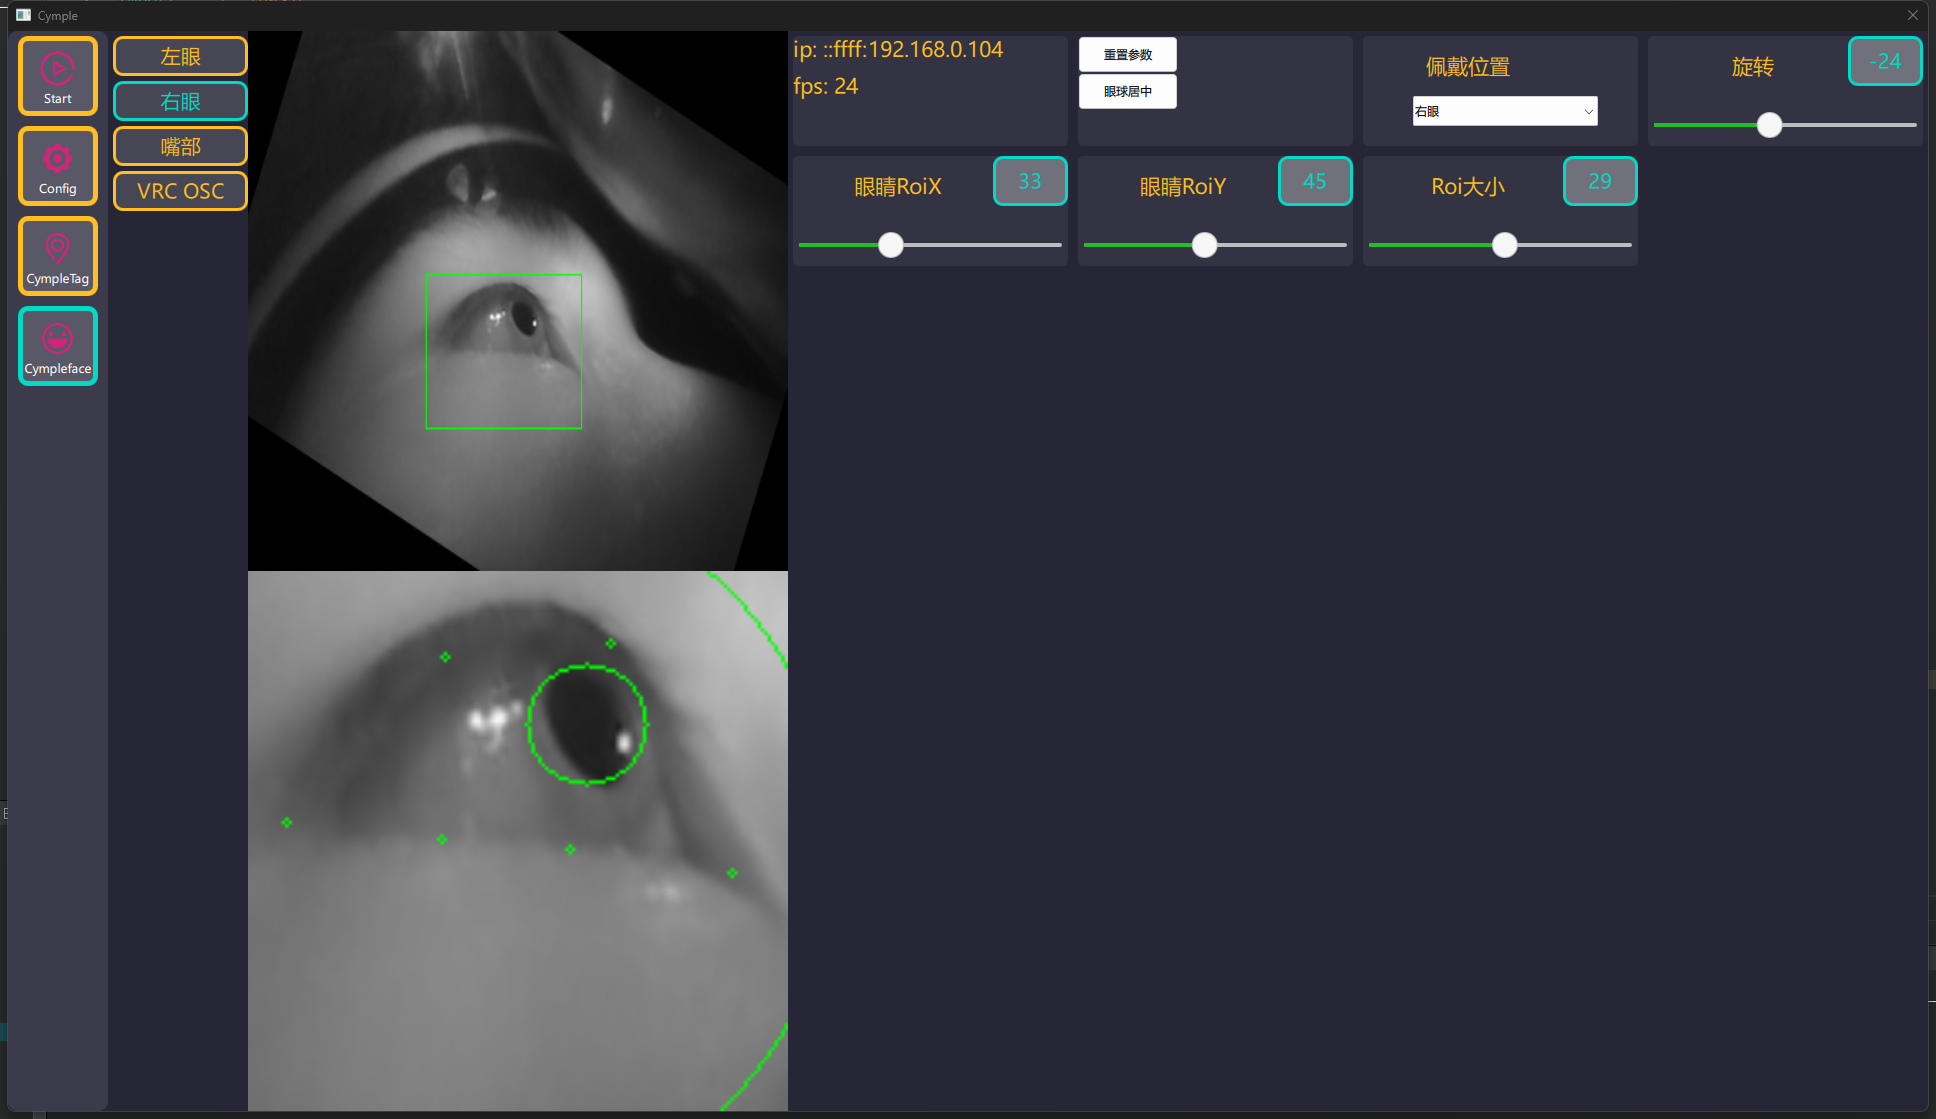 Cymple
Start
Config
CympleTag
Cympleface
左眼
右眼
嘴部
VRC OSC
ip: ::ffff:192.168.0.104
fps: 24
重置参数
眼球居中
佩戴位置
右眼
旋转
-24
眼睛RoiX
33
眼睛RoiY
45
Roi大小
29